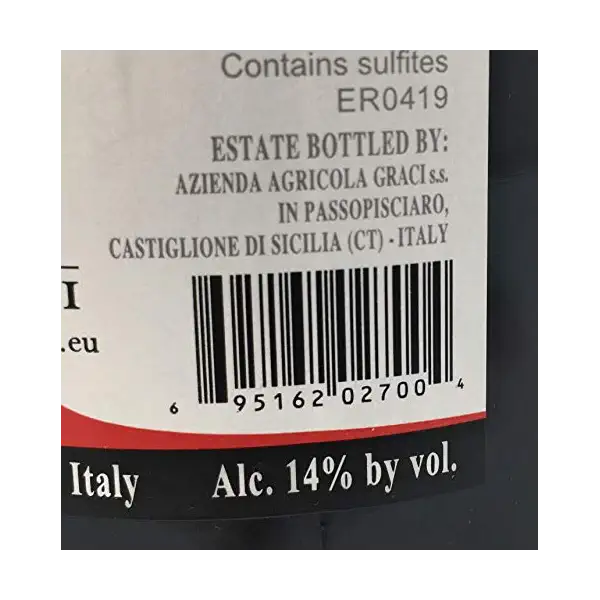 Contains sulfites
ER0419
ESTATE BOTTLED BY:
AZIENDA AGRICOLA GRACI s.s.
IN PASSOPISCIARO,
CASTIGLIONE DI SICILIA (CT) - ITALY
I
.eu
6 95162 02700 4
Italy Alc. 14% by vol.